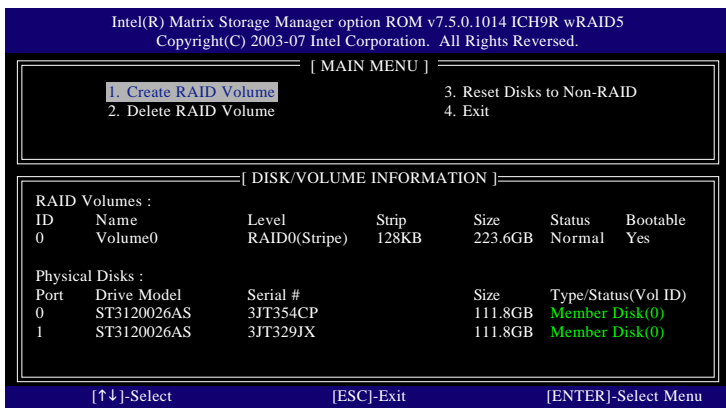 Intel(R) Matrix Storage Manager option ROM v7.5.0.1014 ICH9R wRAID5
Copyright(C) 2003-07 Intel Corporation. All Rights Reversed.
[ MAIN MENU ]
1. Create RAID Volume 3. Reset Disks to Non-RAID
2. Delete RAID Volume 4. Exit
[ DISK/VOLUME INFORMATION ]
RAID Volumes :
ID Name Level Strip Size Status Bootable
0 Volume0 RAID0(Stripe) 128KB 223.6GB Normal Yes
Physical Disks :
Port Drive Model Serial # Size Type/Status(Vol ID)
0 ST3120026AS 3JT354CP 111.8GB Member Disk(0)
1 ST3120026AS 3JT329JX 111.8GB Member Disk(0)
[↑↓]-Select [ESC]-Exit [ENTER]-Select Menu